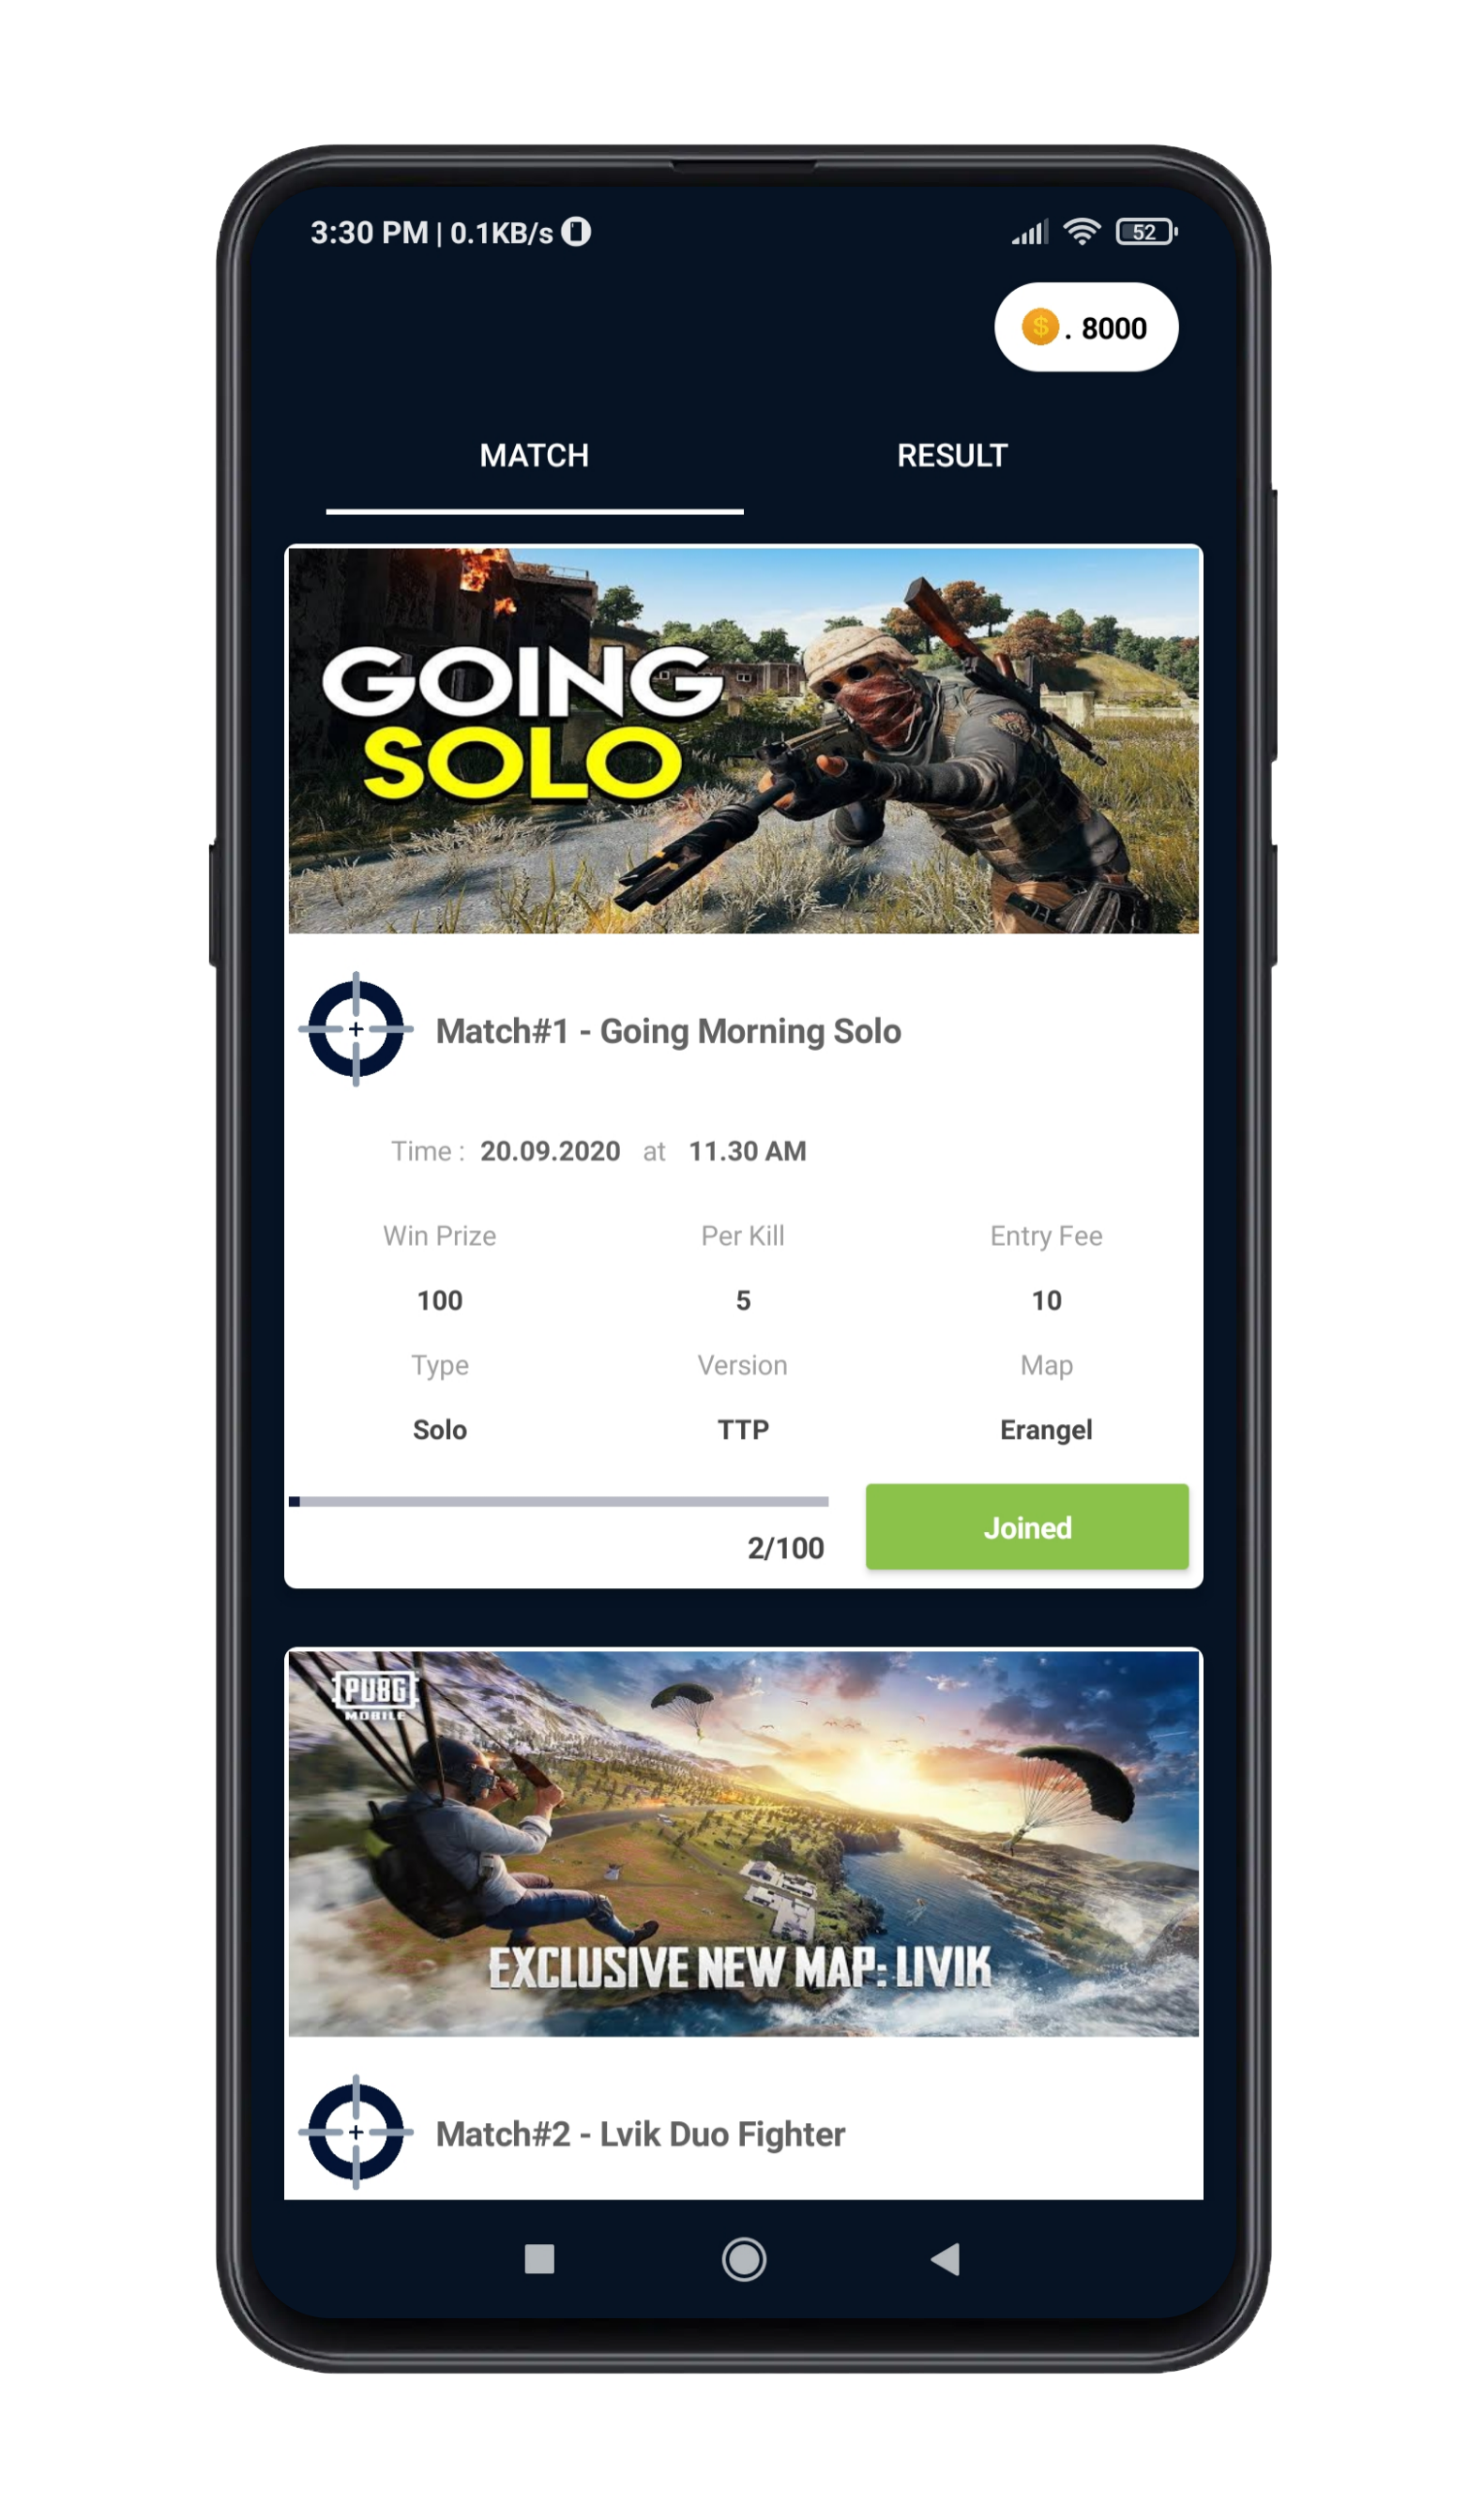 3:30 PM | 0.1KB/s
52
$ . 8000
MATCH RESULT
GOING
SOLO
Match#1 - Going Morning Solo
Time : 20.09.2020 at 11.30 AM
Win Prize Per Kill Entry Fee
100 5 10
Type Version Map
Solo TTP Erangel
Joined
2/100
PUBG
MOBILE
EXCLUSIVE NEW MAP: LIVIK
Match#2 - Lvik Duo Fighter